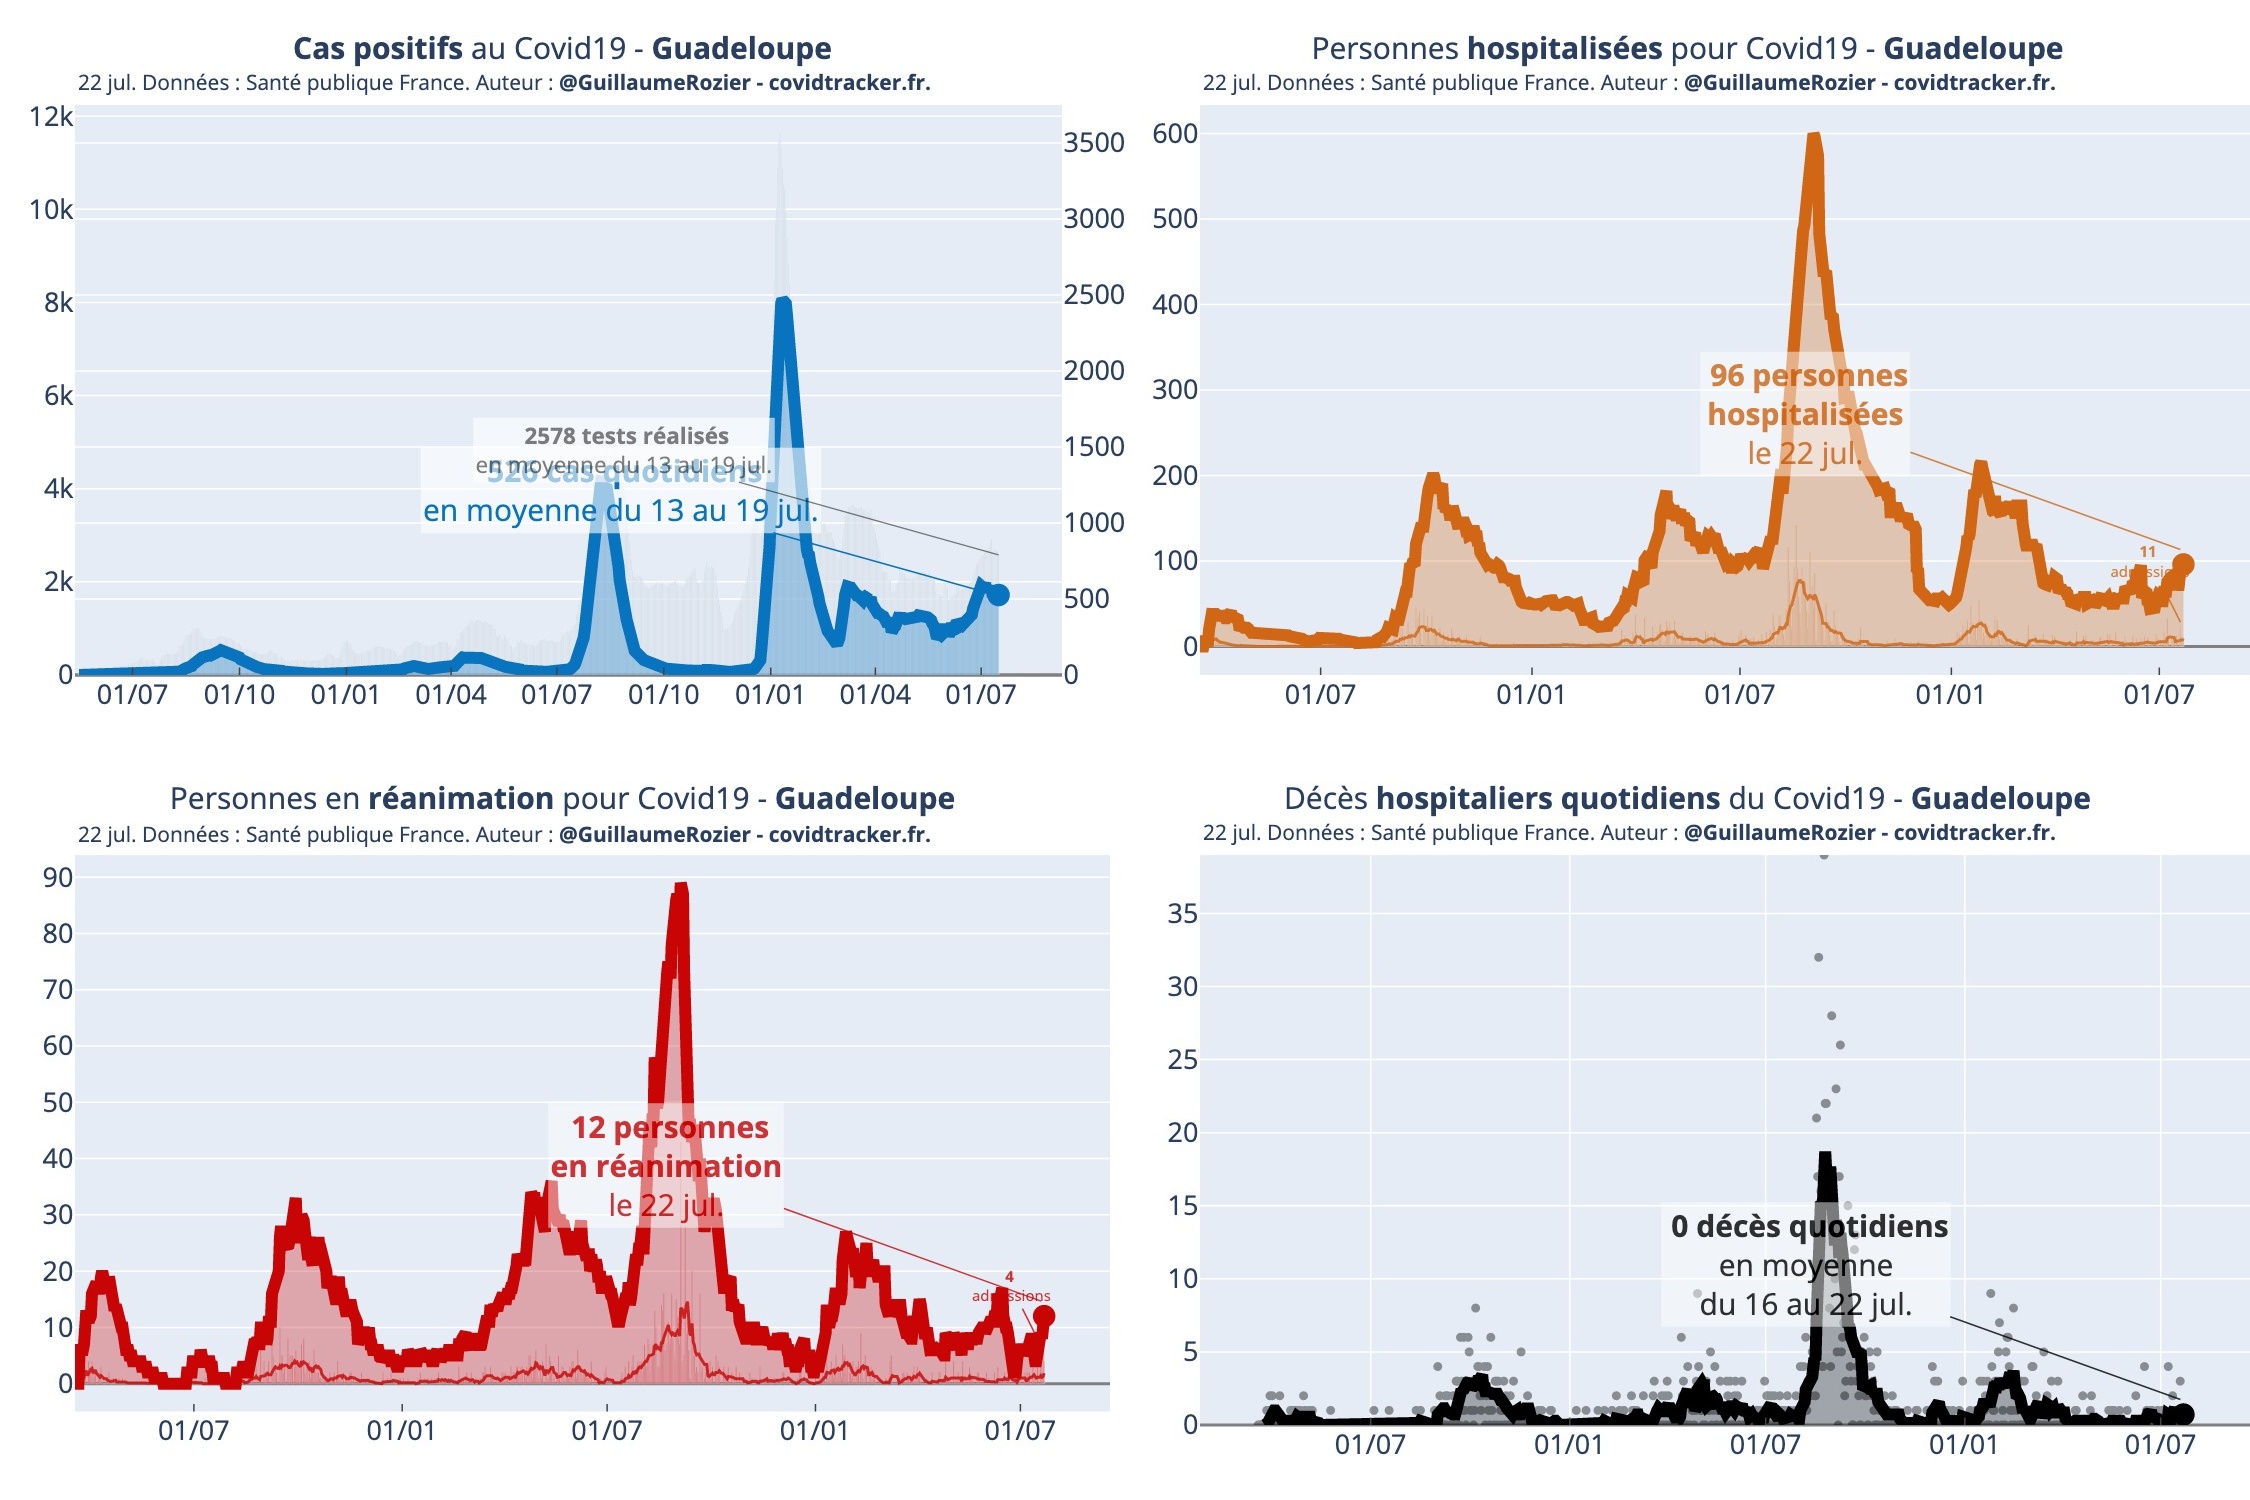 Cas positifs au Covid19 - Guadeloupe
22 jul. Données : Santé publique France. Auteur : @GuillaumeRozier - covidtracker.fr.
12k
10k
8k
6k
4k
2k
0
3500
3000
2500
2000
1500
1000
500
0
2578 tests réalisés
en moyenne du 13 au 19 jul.
526 cas quotidiens
en moyenne du 13 au 19 jul.
01/07 01/10 01/01 01/04 01/07 01/10 01/01 01/04 01/07
Personnes hospitalisées pour Covid19 - Guadeloupe
22 jul. Données : Santé publique France. Auteur : @GuillaumeRozier - covidtracker.fr.
600
500
400
300
200
100
0
96 personnes
hospitalisées
le 22 jul.
11
admissions
01/07 01/01 01/07 01/01 01/07
Personnes en réanimation pour Covid19 - Guadeloupe
22 jul. Données : Santé publique France. Auteur : @GuillaumeRozier - covidtracker.fr.
90
80
70
60
50
40
30
20
10
0
12 personnes
en réanimation
le 22 jul.
4
admissions
01/07 01/01 01/07 01/01 01/07
Décès hospitaliers quotidiens du Covid19 - Guadeloupe
22 jul. Données : Santé publique France. Auteur : @GuillaumeRozier - covidtracker.fr.
35
30
25
20
15
10
5
0
0 décès quotidiens
en moyenne
du 16 au 22 jul.
01/07 01/01 01/07 01/01 01/07